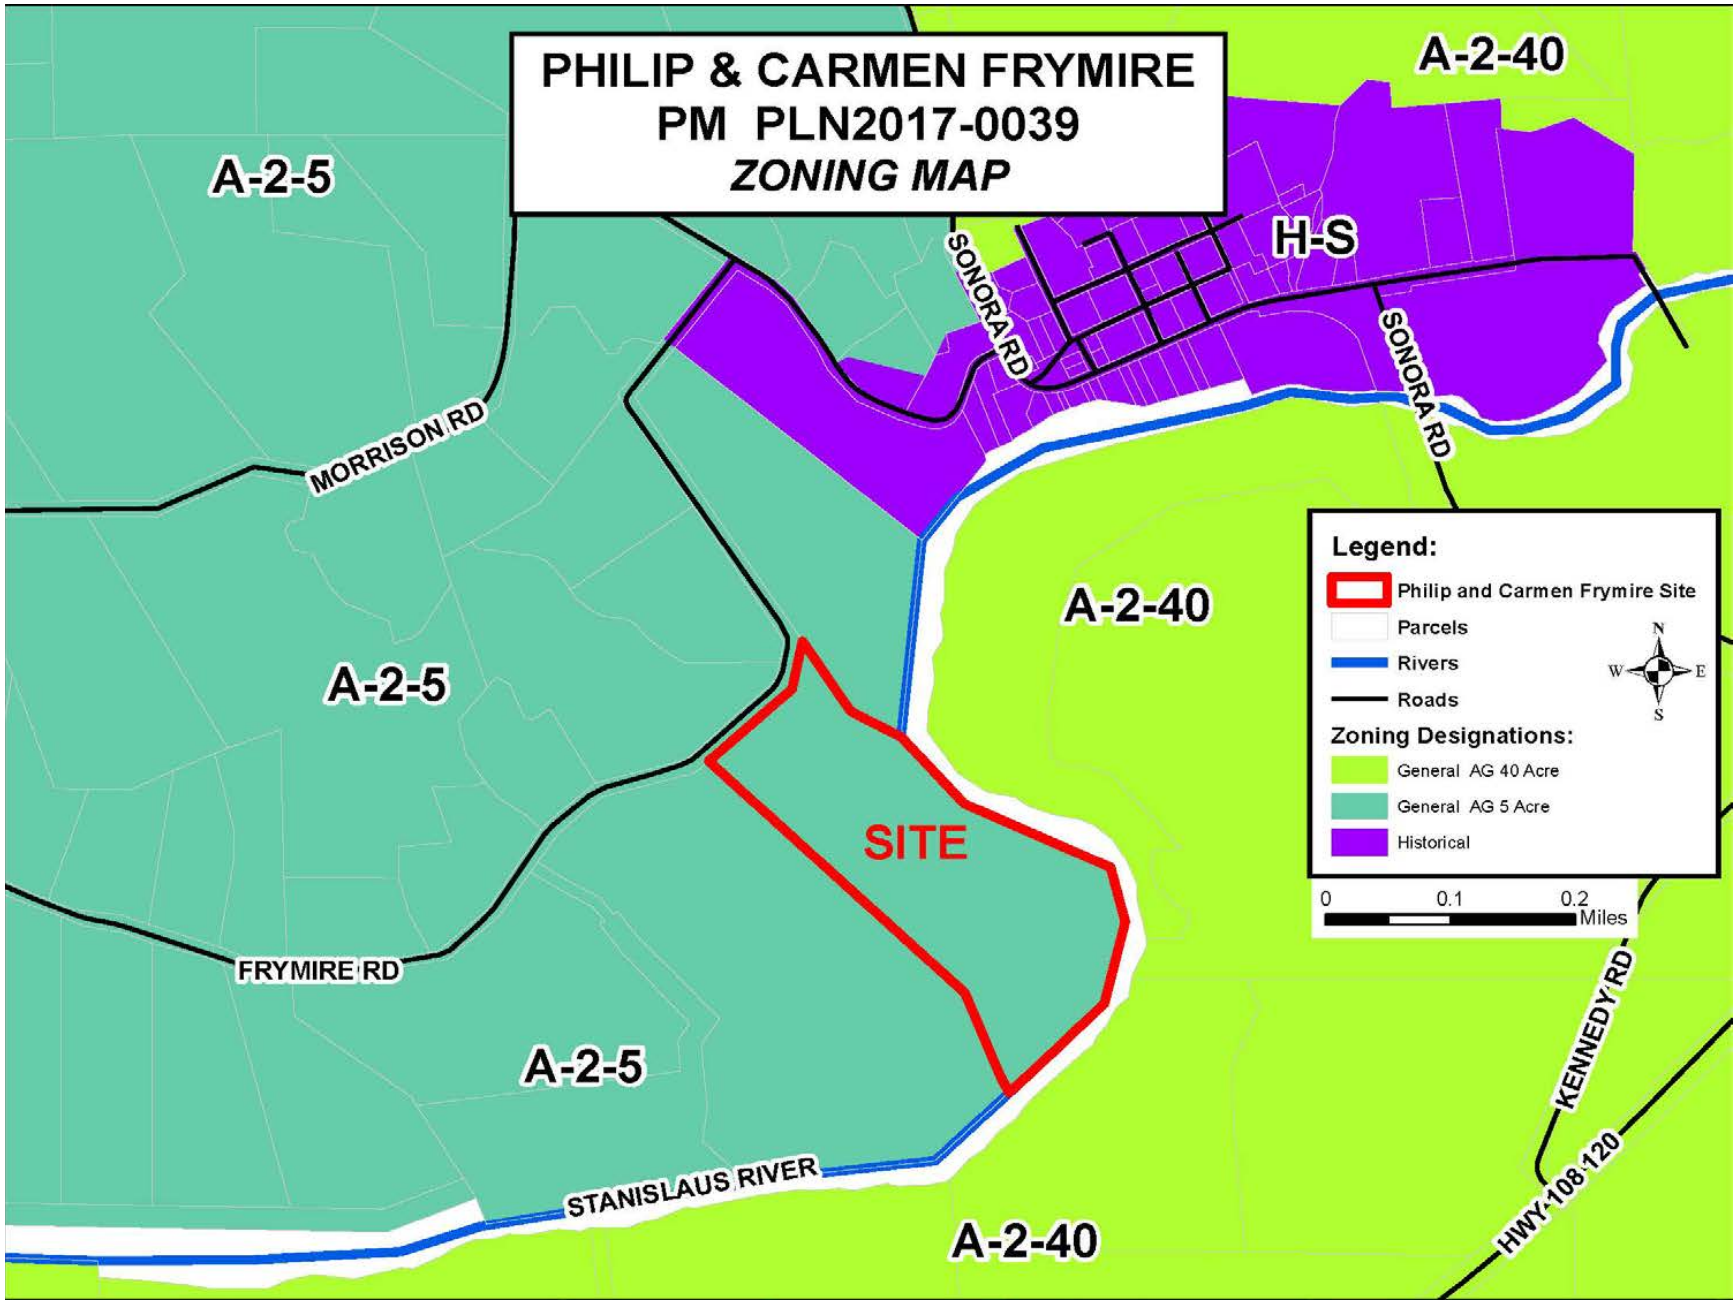 PHILIP & CARMEN FRYMIRE
PM PLN2017-0039
ZONING MAP
A-2-40
A-2-5
H-S
SONORA RD
SONORA RD
MORRISON RD
A-2-40
A-2-5
SITE
FRYMIRE RD
A-2-5
STANISLAUS RIVER
A-2-40
KENNEDY RD
HWY 108 120
Legend:
Philip and Carmen Frymire Site
Parcels
Rivers
Roads
N
W E
S
Zoning Designations:
General AG 40 Acre
General AG 5 Acre
Historical
0 0.1 0.2
Miles